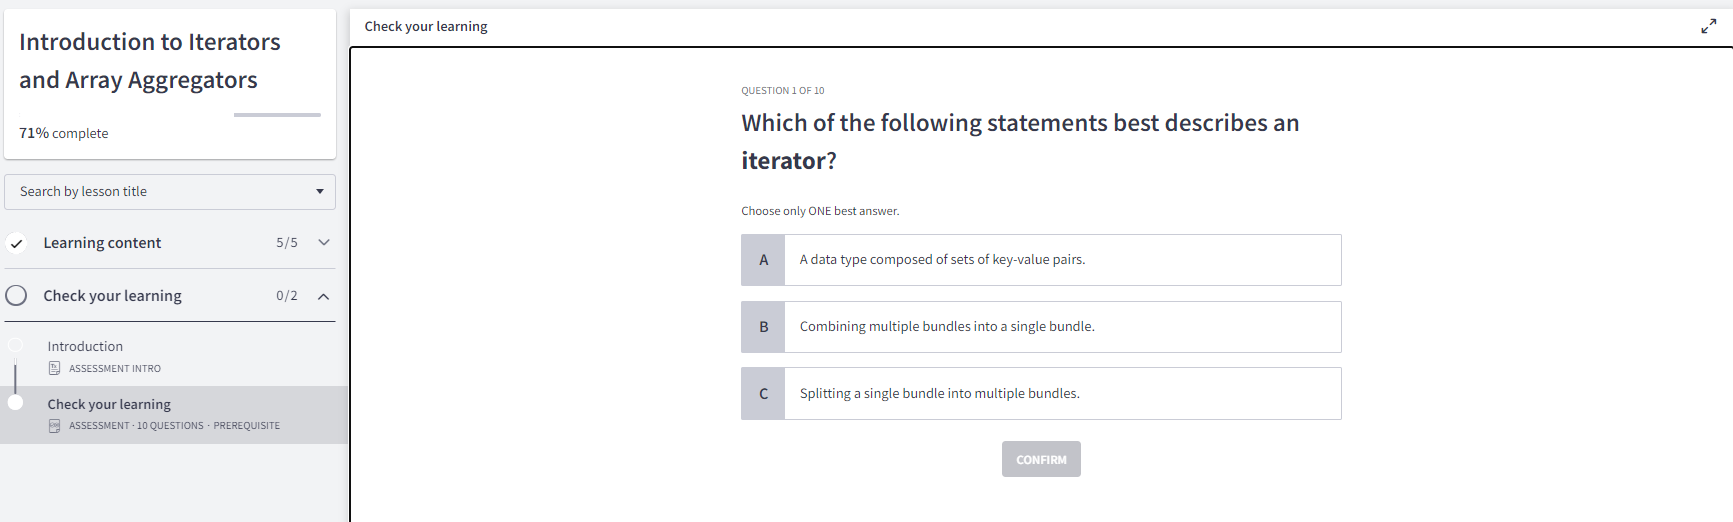 Introduction to Iterators
and Array Aggregators
71% complete
Search by lesson title
Learning content 5/5
Check your learning 0/2
Introduction
ASSESSMENT INTRO
Check your learning
ASSESSMENT · 10 QUESTIONS · PREREQUISITE
Check your learning
QUESTION 1 OF 10
Which of the following statements best describes an
iterator?
Choose only ONE best answer.
A A data type composed of sets of key-value pairs.
B Combining multiple bundles into a single bundle.
C Splitting a single bundle into multiple bundles.
CONFIRM